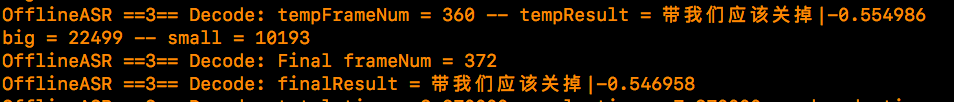 OfflineASR ==3== Decode: tempFrameNum = 360 -- tempResult = 带我们应该关掉|-0.554986
big = 22499 -- small = 10193
OfflineASR ==3== Decode: Final frameNum = 372
OfflineASR ==3== Decode: finalResult = 带我们应该关掉|-0.546958